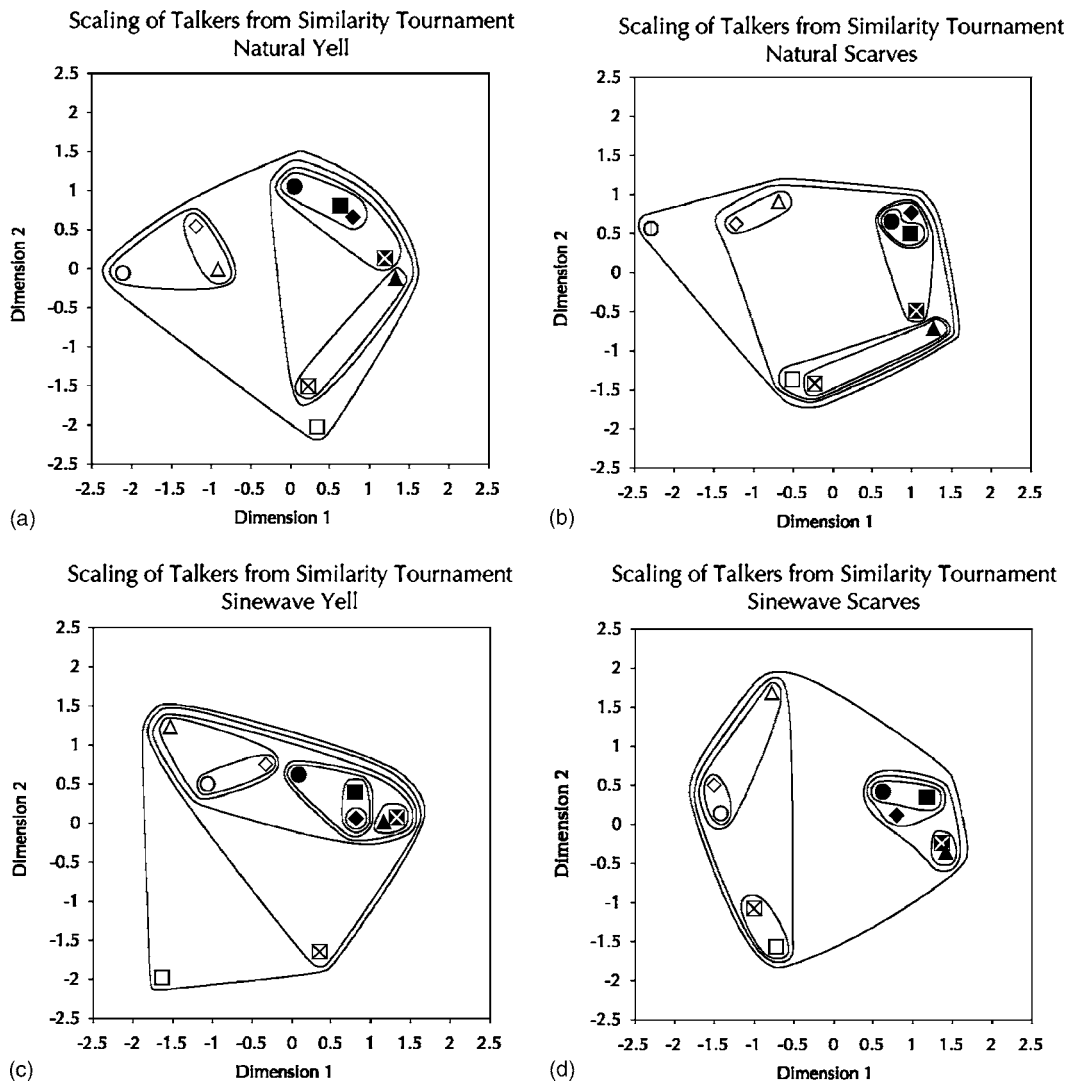 Scaling of Talkers from Similarity Tournament
Natural Yell
2.5
2
1.5
1
0.5
0
-0.5
-1
-1.5
-2
-2.5
Dimension 2
-2.5 -2 -1.5 -1 -0.5 0 0.5 1 1.5 2 2.5
Dimension 1
(a)
Scaling of Talkers from Similarity Tournament
Natural Scarves
2.5
2
1.5
1
0.5
0
-0.5
-1
-1.5
-2
-2.5
Dimension 2
-2.5 -2 -1.5 -1 -0.5 0 0.5 1 1.5 2 2.5
Dimension 1
(b)
Scaling of Talkers from Similarity Tournament
Sinewave Yell
2.5
2
1.5
1
0.5
0
-0.5
-1
-1.5
-2
-2.5
Dimension 2
-2.5 -2 -1.5 -1 -0.5 0 0.5 1 1.5 2 2.5
Dimension 1
(c)
Scaling of Talkers from Similarity Tournament
Sinewave Scarves
2.5
2
1.5
1
0.5
0
-0.5
-1
-1.5
-2
-2.5
Dimension 2
-2.5 -2 -1.5 -1 -0.5 0 0.5 1 1.5 2 2.5
Dimension 1
(d)